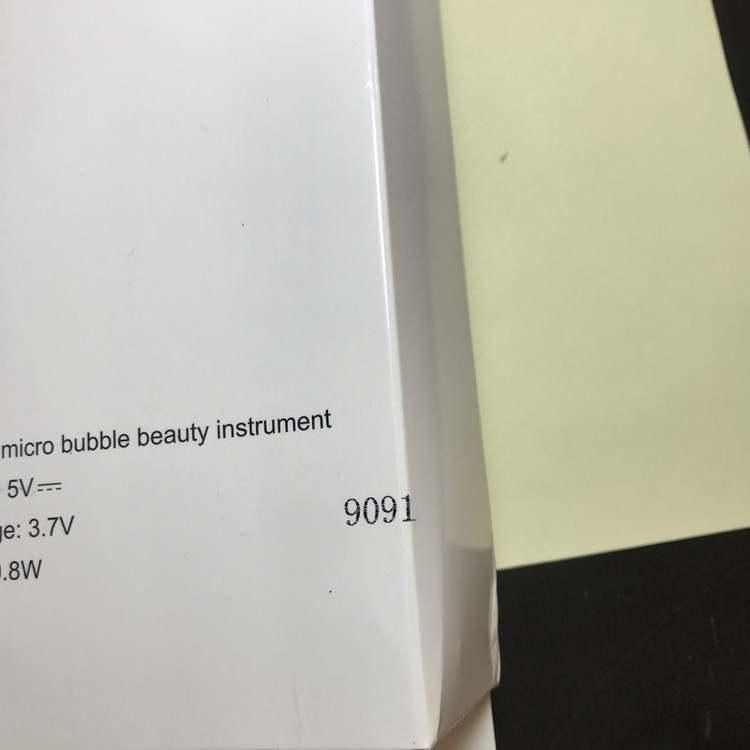 micro bubble beauty instrument
5V⎓
ge: 3.7V
.8W
9091